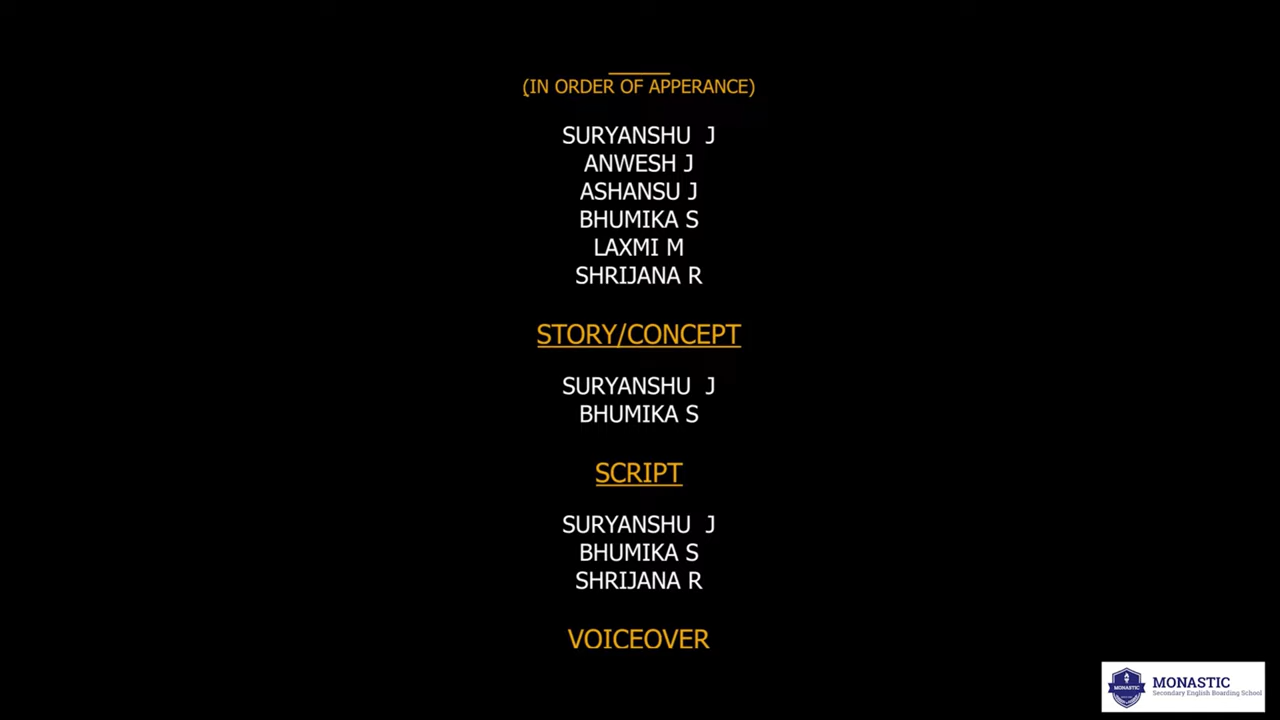 (IN ORDER OF APPERANCE)
SURYANSHU J
ANWESH J
ASHANSU J
BHUMIKA S
LAXMI M
SHRIJANA R
STORY/CONCEPT
SURYANSHU J
BHUMIKA S
SCRIPT
SURYANSHU J
BHUMIKA S
SHRIJANA R
VOICEOVER
MONASTIC
MONASTIC
Secondary English Boarding School